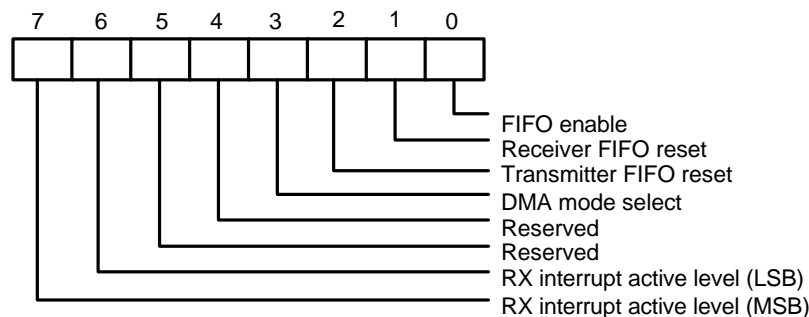 7 6 5 4 3 2 1 0
FIFO enable
Receiver FIFO reset
Transmitter FIFO reset
DMA mode select
Reserved
Reserved
RX interrupt active level (LSB)
RX interrupt active level (MSB)